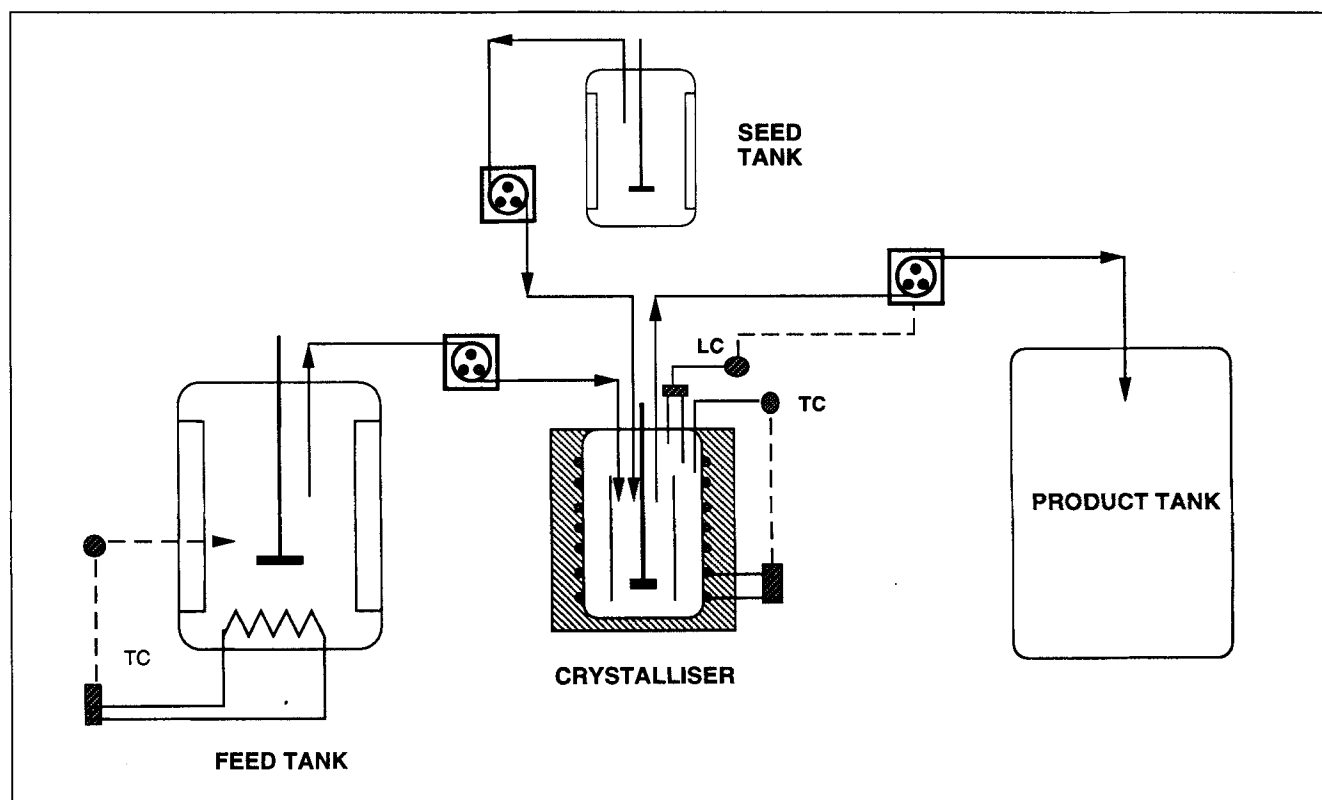 SEED
TANK
LC
TC
PRODUCT TANK
TC
CRYSTALLISER
FEED TANK